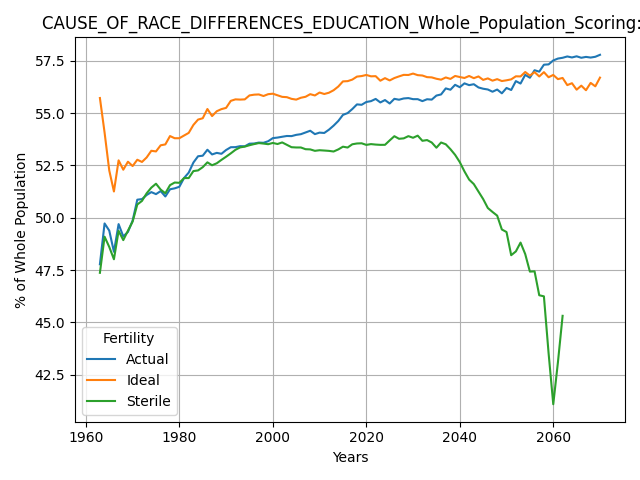 CAUSE_OF_RACE_DIFFERENCES_EDUCATION_Whole_Population_Scoring:
57.5
55.0
52.5
50.0
47.5
45.0
42.5
% of Whole Population
Fertility
Actual
Ideal
Sterile
1960 1980 2000 2020 2040 2060
Years